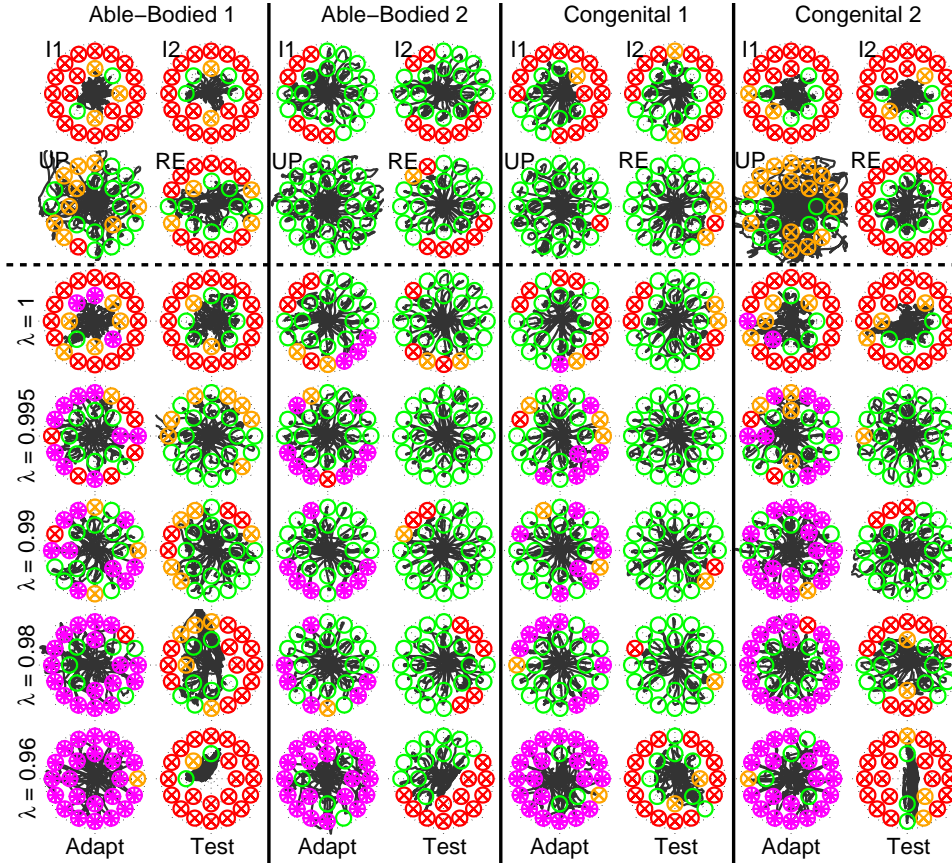 Able−Bodied 1 Able−Bodied 2 Congenital 1 Congenital 2
I1 I2 I1 I2 I1 I2 I1 I2
UP RE UP RE UP RE UP RE
λ = 1
λ = 0.995
λ = 0.99
λ = 0.98
λ = 0.96
Adapt Test Adapt Test Adapt Test Adapt Test